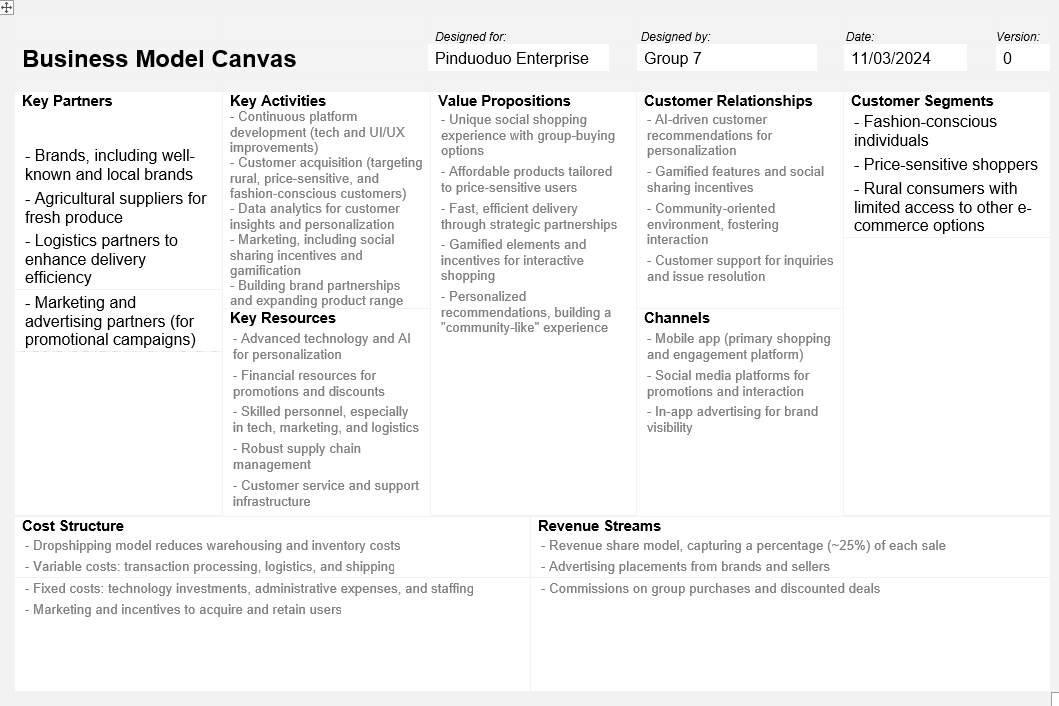 Business Model Canvas
Designed for:
Pinduoduo Enterprise
Designed by:
Group 7
Date:
11/03/2024
Version:
0
Key Partners
- Brands, including well-
known and local brands
- Agricultural suppliers for
fresh produce
- Logistics partners to
enhance delivery
efficiency
- Marketing and
advertising partners (for
promotional campaigns)
Key Activities
- Continuous platform
development (tech and UI/UX
improvements)
- Customer acquisition (targeting
rural, price-sensitive, and
fashion-conscious customers)
- Data analytics for customer
insights and personalization
- Marketing, including social
sharing incentives and
gamification
- Building brand partnerships
and expanding product range
Key Resources
- Advanced technology and AI
for personalization
- Financial resources for
promotions and discounts
- Skilled personnel, especially
in tech, marketing, and logistics
- Robust supply chain
management
- Customer service and support
infrastructure
Value Propositions
- Unique social shopping
experience with group-buying
options
- Affordable products tailored
to price-sensitive users
- Fast, efficient delivery
through strategic partnerships
- Gamified elements and
incentives for interactive
shopping
- Personalized
recommendations, building a
"community-like" experience
Customer Relationships
- AI-driven customer
recommendations for
personalization
- Gamified features and social
sharing incentives
- Community-oriented
environment, fostering
interaction
- Customer support for inquiries
and issue resolution
Channels
- Mobile app (primary shopping
and engagement platform)
- Social media platforms for
promotions and interaction
- In-app advertising for brand
visibility
Customer Segments
- Fashion-conscious
individuals
- Price-sensitive shoppers
- Rural consumers with
limited access to other e-
commerce options
Cost Structure
- Dropshipping model reduces warehousing and inventory costs
- Variable costs: transaction processing, logistics, and shipping
- Fixed costs: technology investments, administrative expenses, and staffing
- Marketing and incentives to acquire and retain users
Revenue Streams
- Revenue share model, capturing a percentage (~25%) of each sale
- Advertising placements from brands and sellers
- Commissions on group purchases and discounted deals